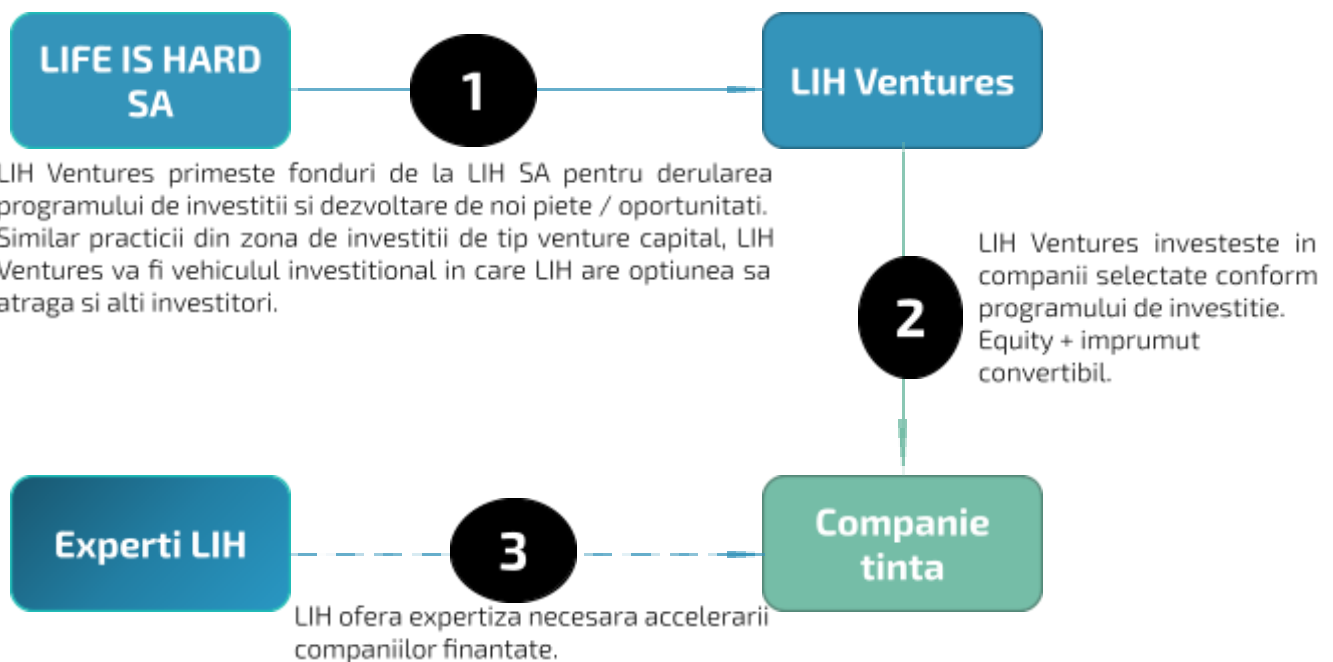 LIFE IS HARD
SA
1
LIH Ventures
LIH Ventures primeste fonduri de la LIH SA pentru derularea
programului de investitii si dezvoltare de noi piete / oportunitati.
Similar practicii din zona de investitii de tip venture capital, LIH
Ventures va fi vehiculul investitional in care LIH are optiunea sa
atraga si alti investitori.
2
LIH Ventures investeste in
companii selectate conform
programului de investitie.
Equity + imprumut
convertibil.
Experti LIH
3
Companie
tinta
LIH ofera expertiza necesara accelerarii
companiilor finantate.